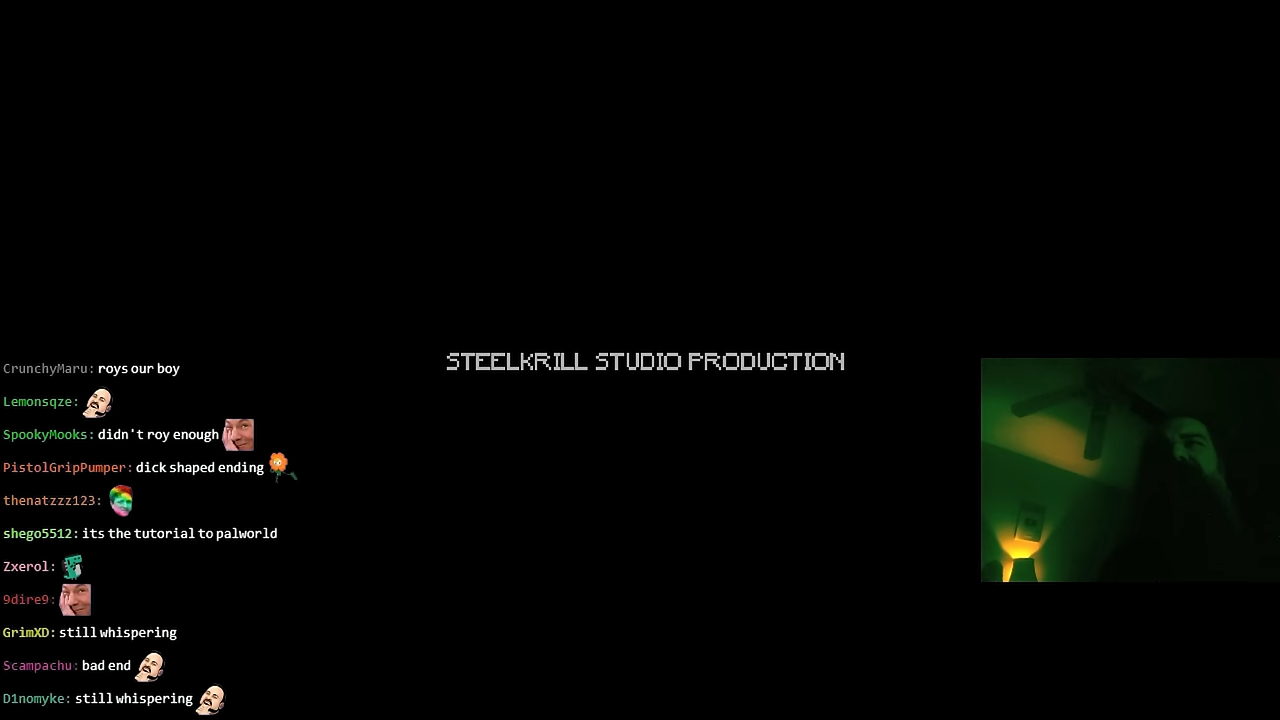 STEELKRILL STUDIO PRODUCTION
CrunchyMaru: roys our boy
Lemonsqze:
SpookyMooks: didn't roy enough
PistolGripPumper: dick shaped ending
thenatzzz123:
shego5512: its the tutorial to palworld
Zxerol:
9dire9:
GrimXD: still whispering
Scampachu: bad end
D1nomyke: still whispering